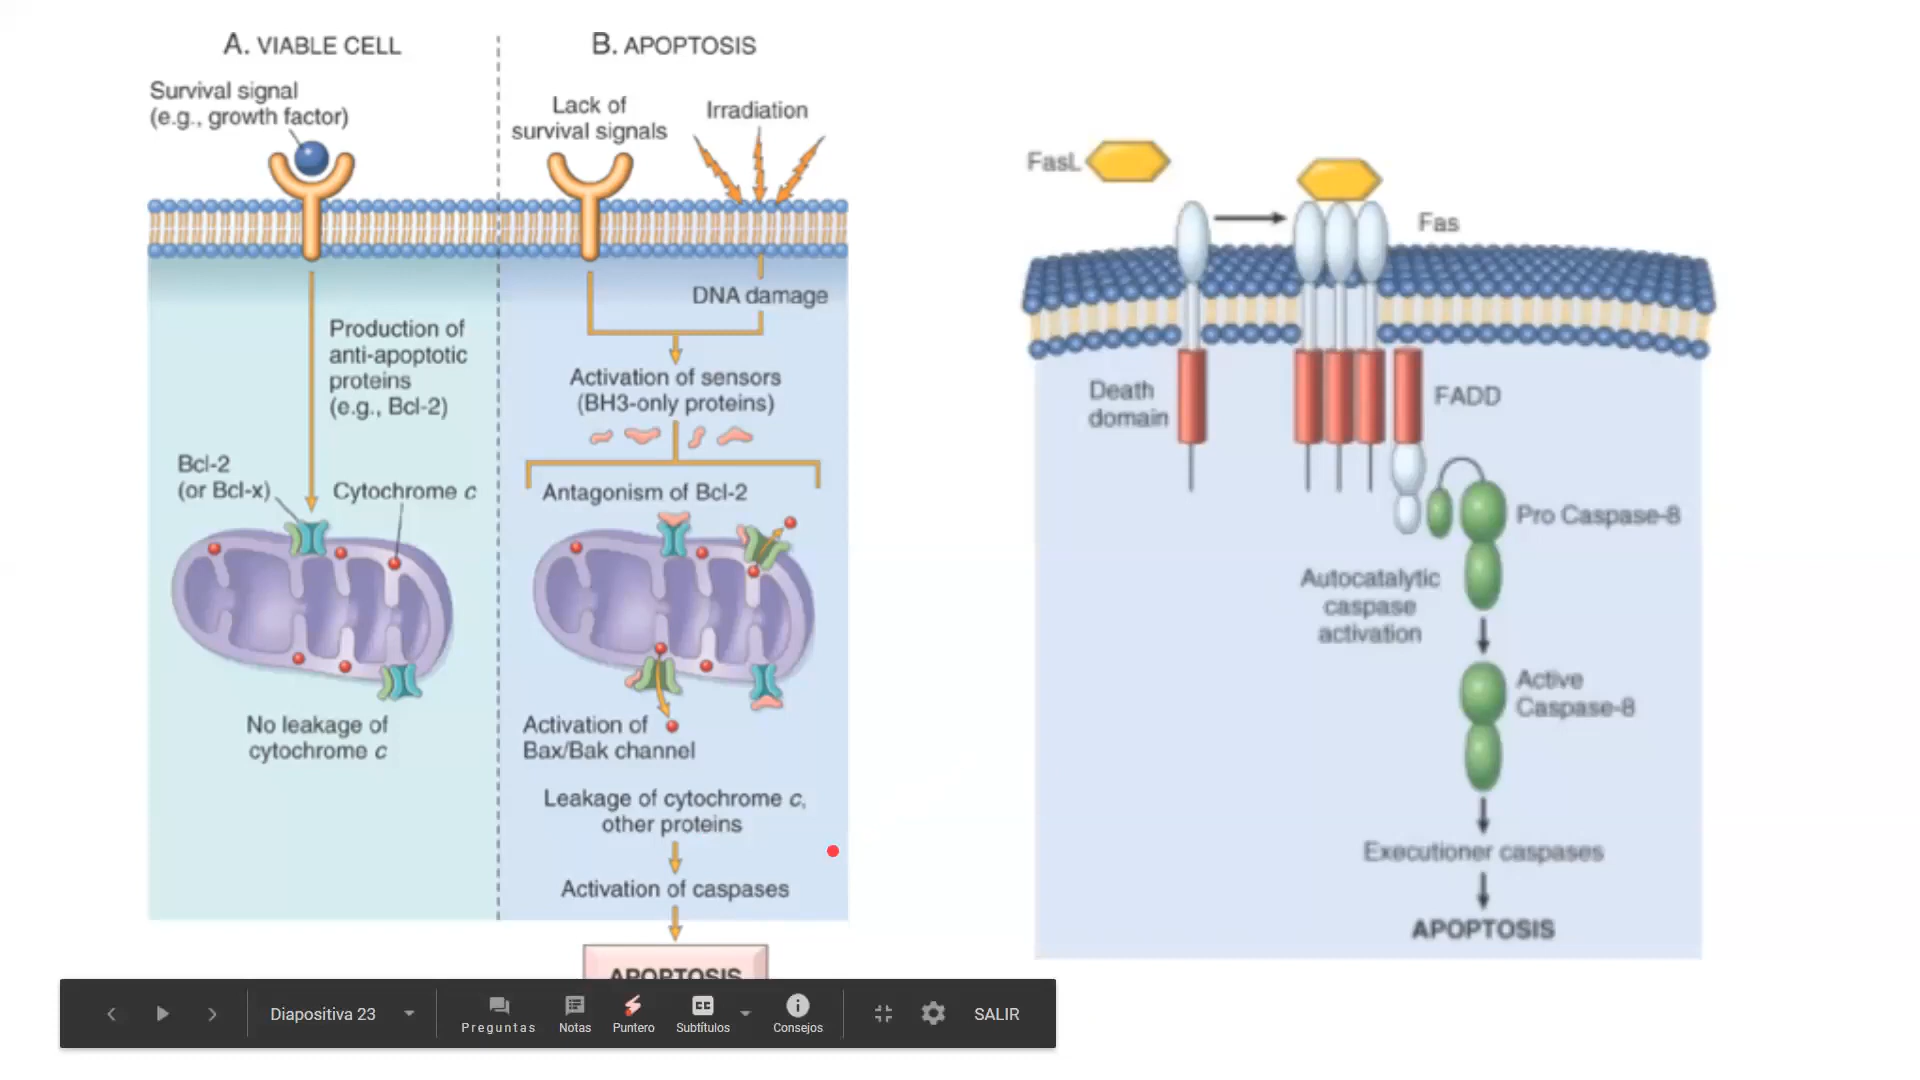 A. VIABLE CELL
Survival signal
(e.g., growth factor)
Production of
anti-apoptotic
proteins
(e.g., Bcl-2)
Bcl-2
(or Bcl-x)
Cytochrome c
No leakage of
cytochrome c
B. APOPTOSIS
Lack of
survival signals
Irradiation
DNA damage
Activation of sensors
(BH3-only proteins)
Antagonism of Bcl-2
Activation of
Bax/Bak channel
Leakage of cytochrome c,
other proteins
Activation of caspases
APOPTOSIS
FasL
Fas
Death
domain
FADD
Pro Caspase-8
Autocatalytic
caspase
activation
Active
Caspase-8
Executioner caspases
APOPTOSIS
Diapositiva 23
Preguntas
Notas
Puntero
CC
Subtítulos
Consejos
SALIR